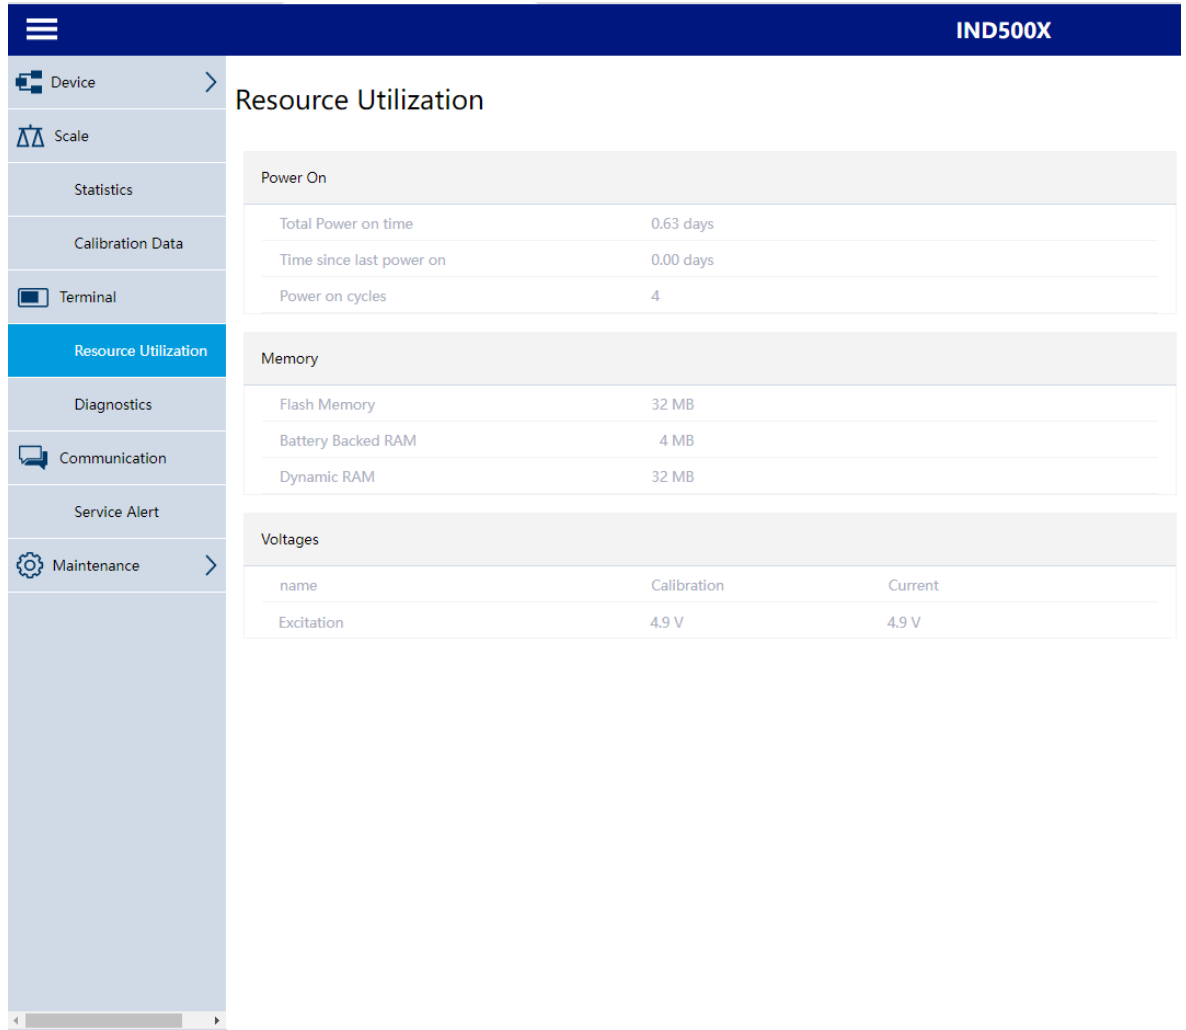 IND500X
Device
Scale
Statistics
Calibration Data
Terminal
Resource Utilization
Diagnostics
Communication
Service Alert
Maintenance
Resource Utilization
Power On
Total Power on time 0.63 days
Time since last power on 0.00 days
Power on cycles 4
Memory
Flash Memory 32 MB
Battery Backed RAM 4 MB
Dynamic RAM 32 MB
Voltages
name Calibration Current
Excitation 4.9 V 4.9 V